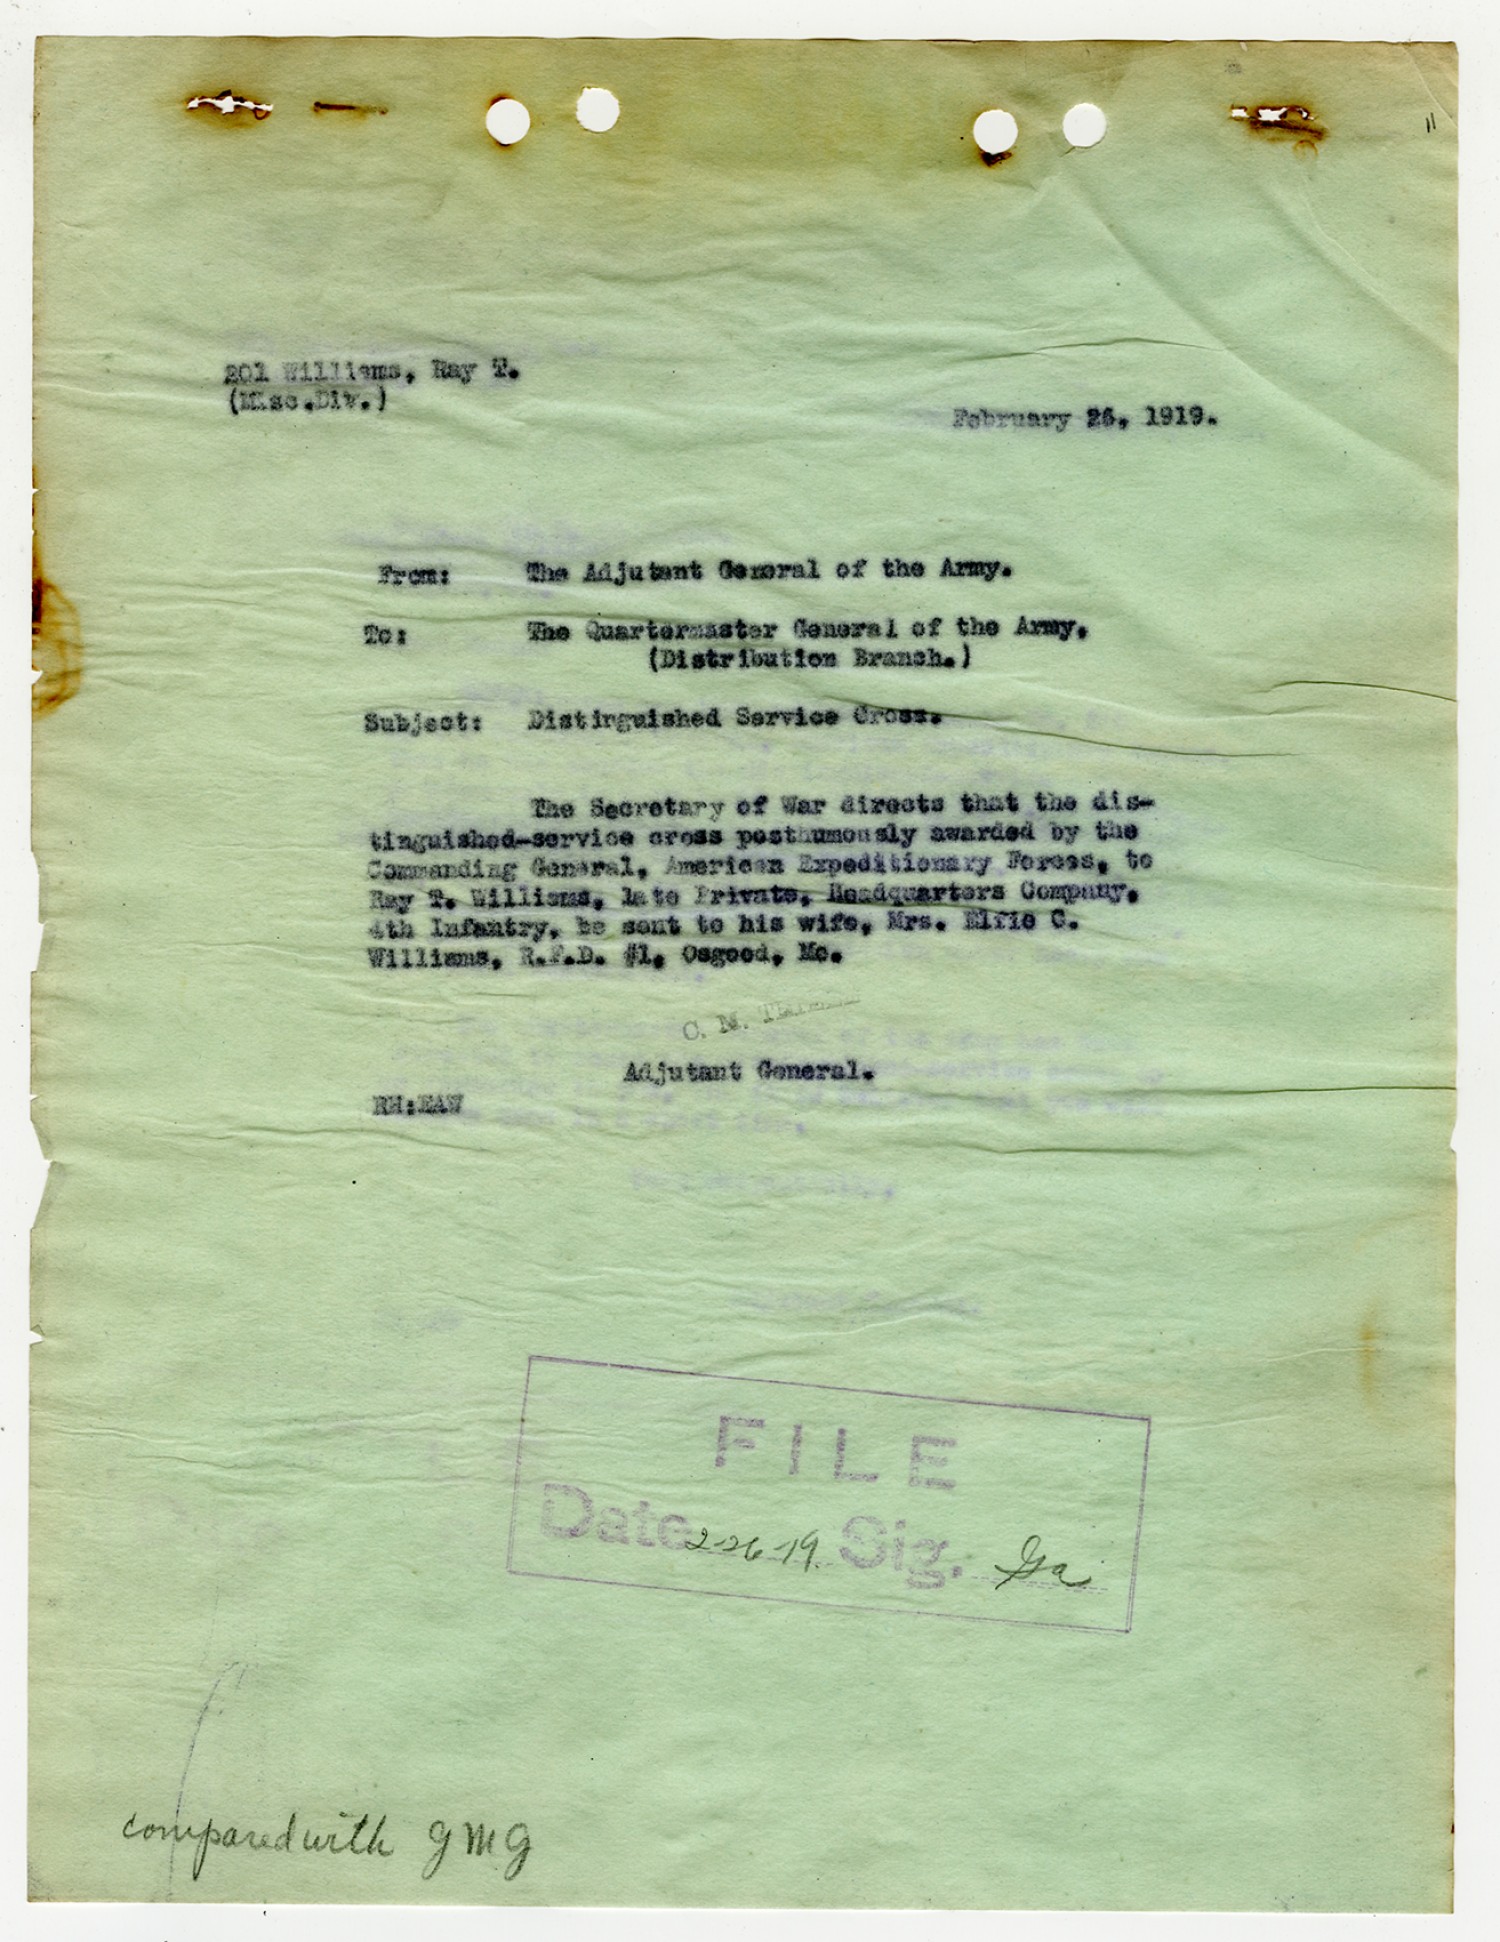 201 Williams, Ray T.
(Misc.Div.)
February 26, 1919.
From: The Adjutant General of the Army.
To: The Quartermaster General of the Army.
(Distribution Branch.)
Subject: Distinguished Service Cross.
The Secretary of War directs that the dis-
tinguished-service cross posthumously awarded by the
Commanding General, American Expeditionary Forces, to
Ray T. Williams, late Private, Headquarters Company,
4th Infantry, be sent to his wife, Mrs. Elfie C.
Williams, R.F.D. #1, Osgood, Mo.
C. M.
Adjutant General.
RH:EAW
FILE
Date 2-26-19. Sig.
compared with GMG